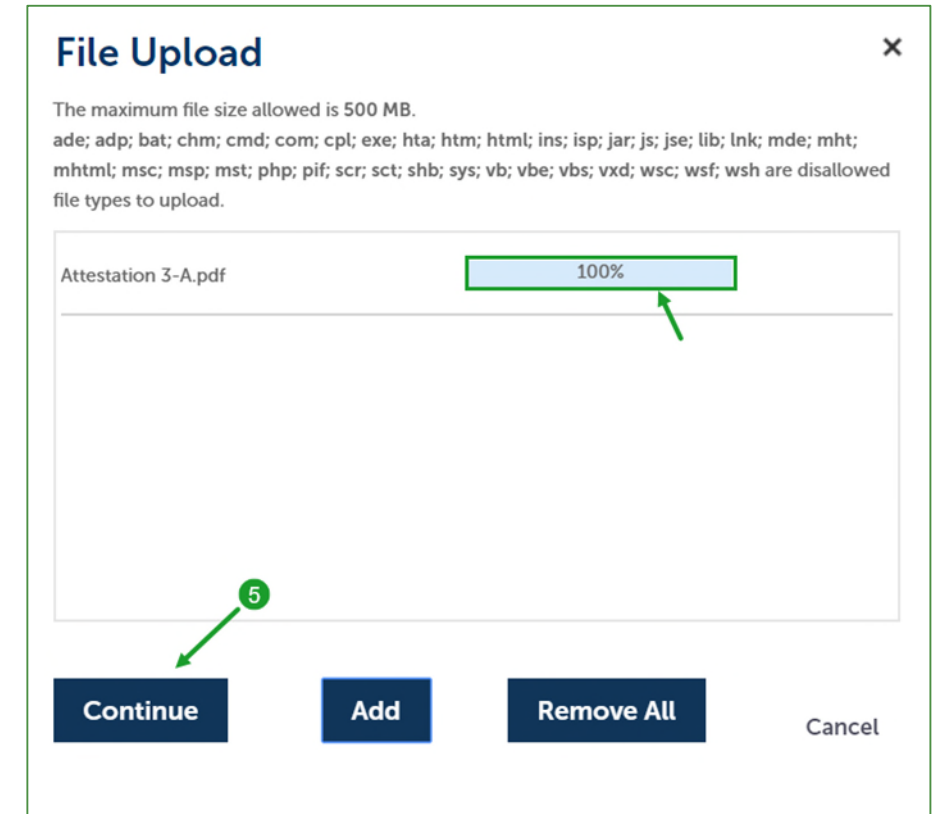 File Upload
×
The maximum file size allowed is 500 MB.
ade; adp; bat; chm; cmd; com; cpl; exe; hta; htm; html; ins; isp; jar; js; jse; lib; lnk; mde; mht;
mhtml; msc; msp; mst; php; pif; scr; sct; shb; sys; vb; vbe; vbs; vxd; wsc; wsf; wsh are disallowed
file types to upload.
Attestation 3-A.pdf 100%
5
Continue Add Remove All Cancel